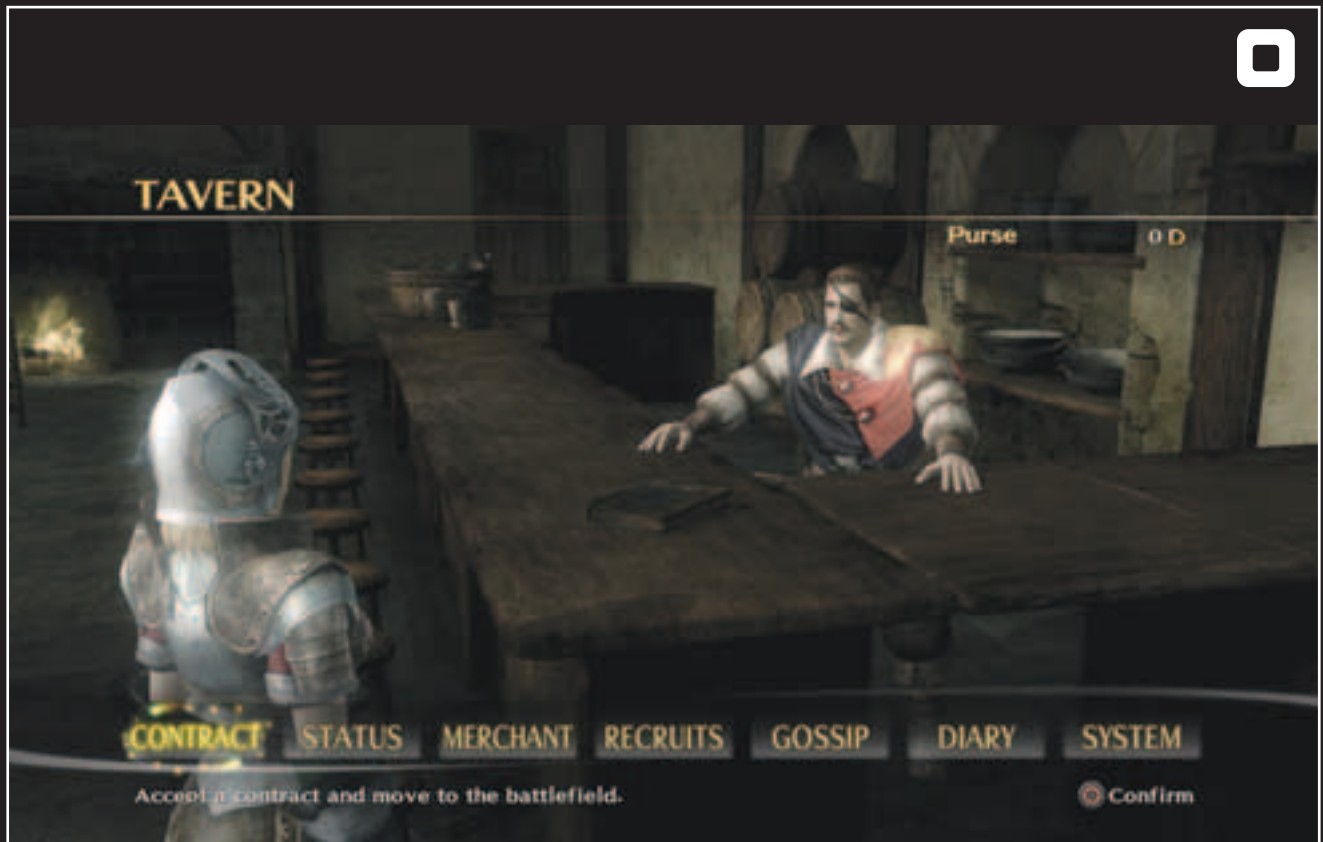 TAVERN
Purse 0 D
CONTRACT STATUS MERCHANT RECRUITS GOSSIP DIARY SYSTEM
Accept a contract and move to the battlefield. Confirm